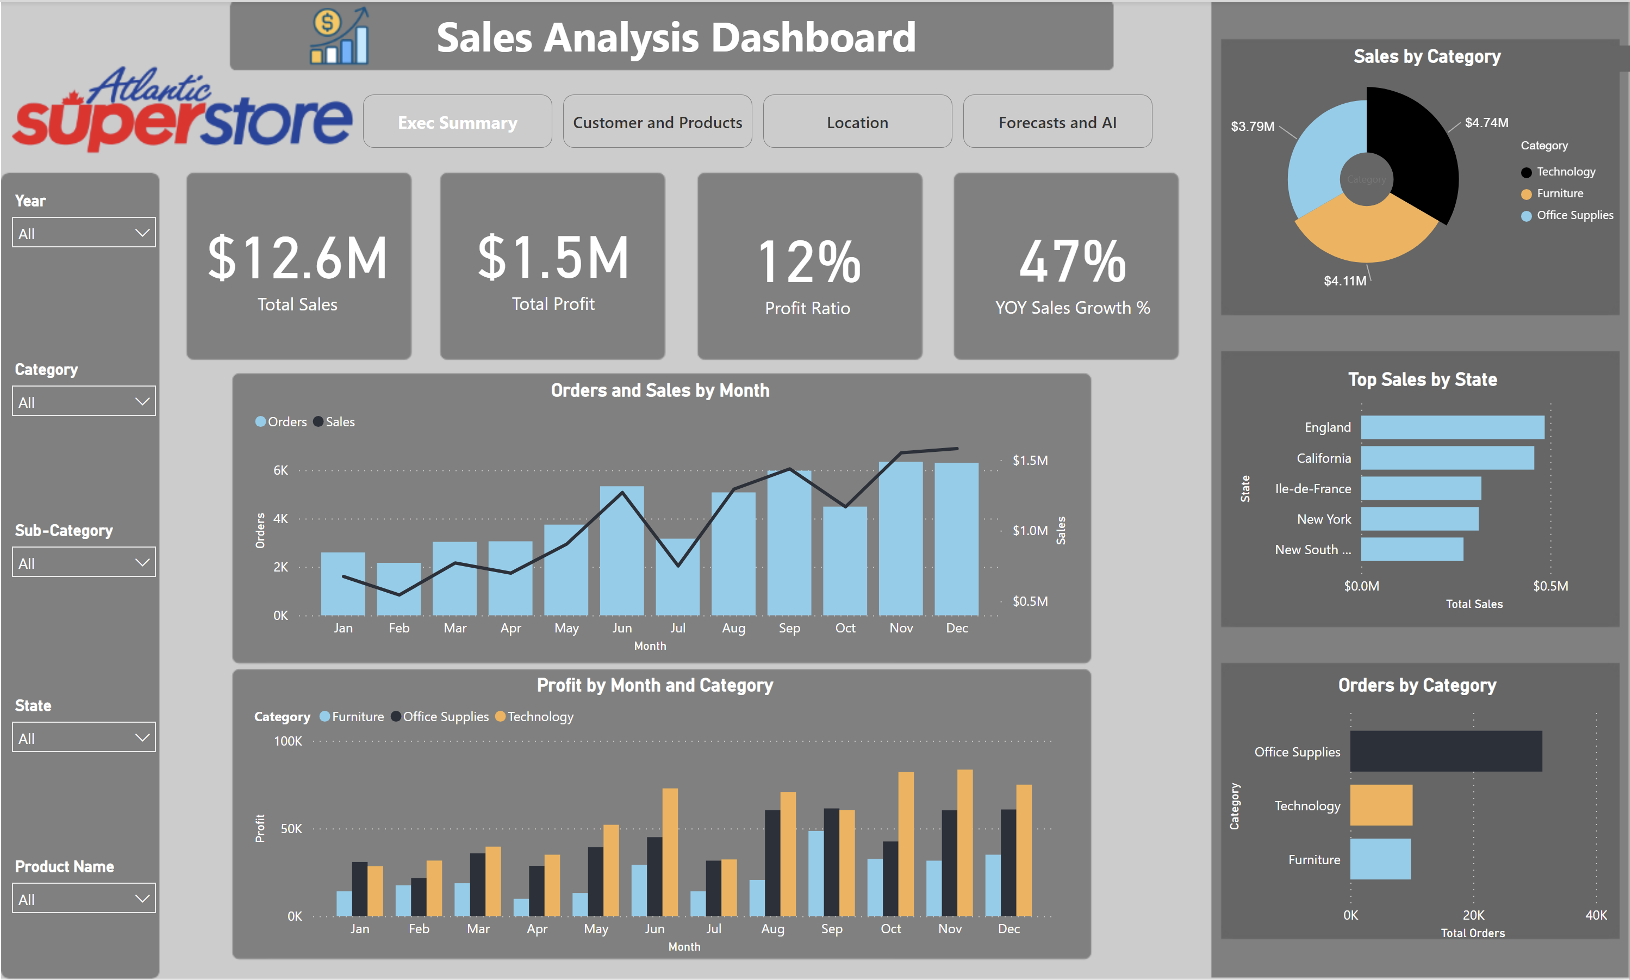 Sales Analysis Dashboard
Atlantic
superstore
Exec Summary
Customer and Products
Location
Forecasts and AI
Year
All
Category
All
Sub-Category
All
State
All
Product Name
All
$12.6M
Total Sales
$1.5M
Total Profit
12%
Profit Ratio
47%
YOY Sales Growth %
Orders and Sales by Month
Orders Sales
6K
4K
2K
0K
Orders
$1.5M
$1.0M
$0.5M
Sales
Jan Feb Mar Apr May Jun Jul Aug Sep Oct Nov Dec
Month
Profit by Month and Category
Category Furniture Office Supplies Technology
100K
50K
0K
Profit
Jan Feb Mar Apr May Jun Jul Aug Sep Oct Nov Dec
Month
Sales by Category
$3.79M
$4.74M
$4.11M
Category
Category
Technology
Furniture
Office Supplies
Top Sales by State
State
England
California
Ile-de-France
New York
New South ...
$0.0M $0.5M
Total Sales
Orders by Category
Category
Office Supplies
Technology
Furniture
0K 20K 40K
Total Orders